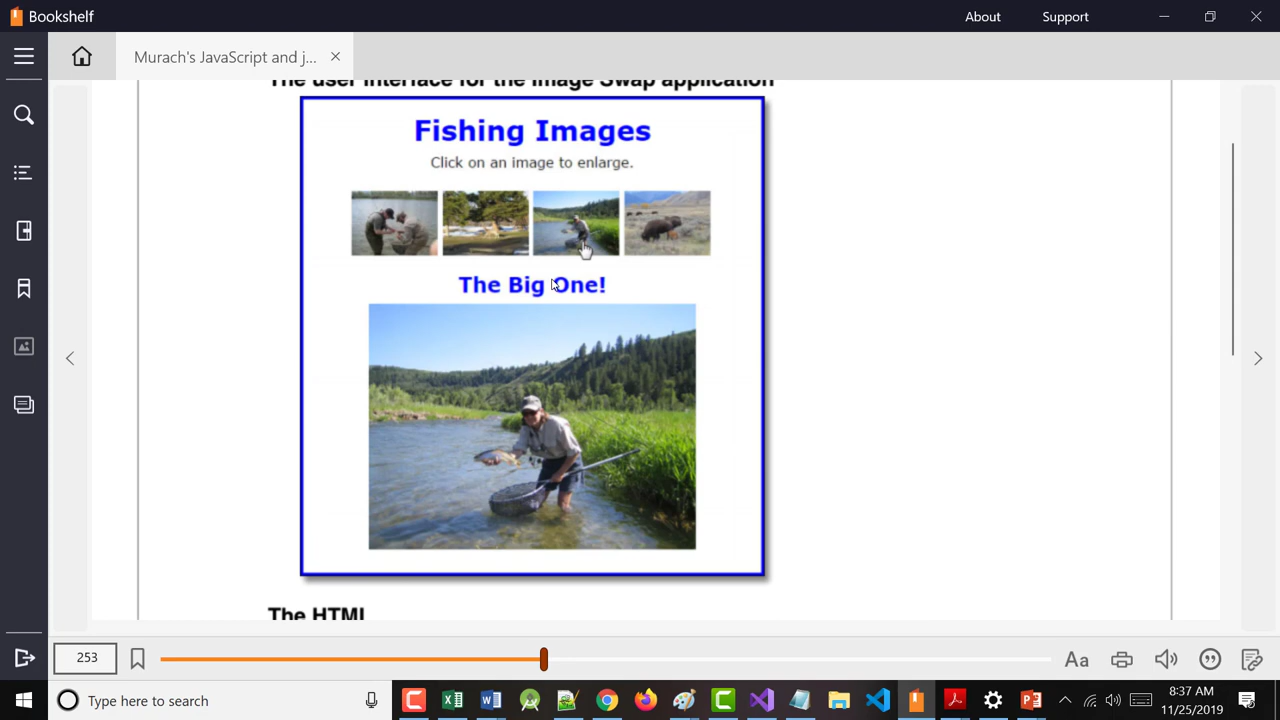 Bookshelf
About
Support
Murach's JavaScript and j...
The user interface for the Image Swap application
Fishing Images
Click on an image to enlarge.
The Big One!
The HTML
253
Aa
Type here to search
8:37 AM
11/25/2019